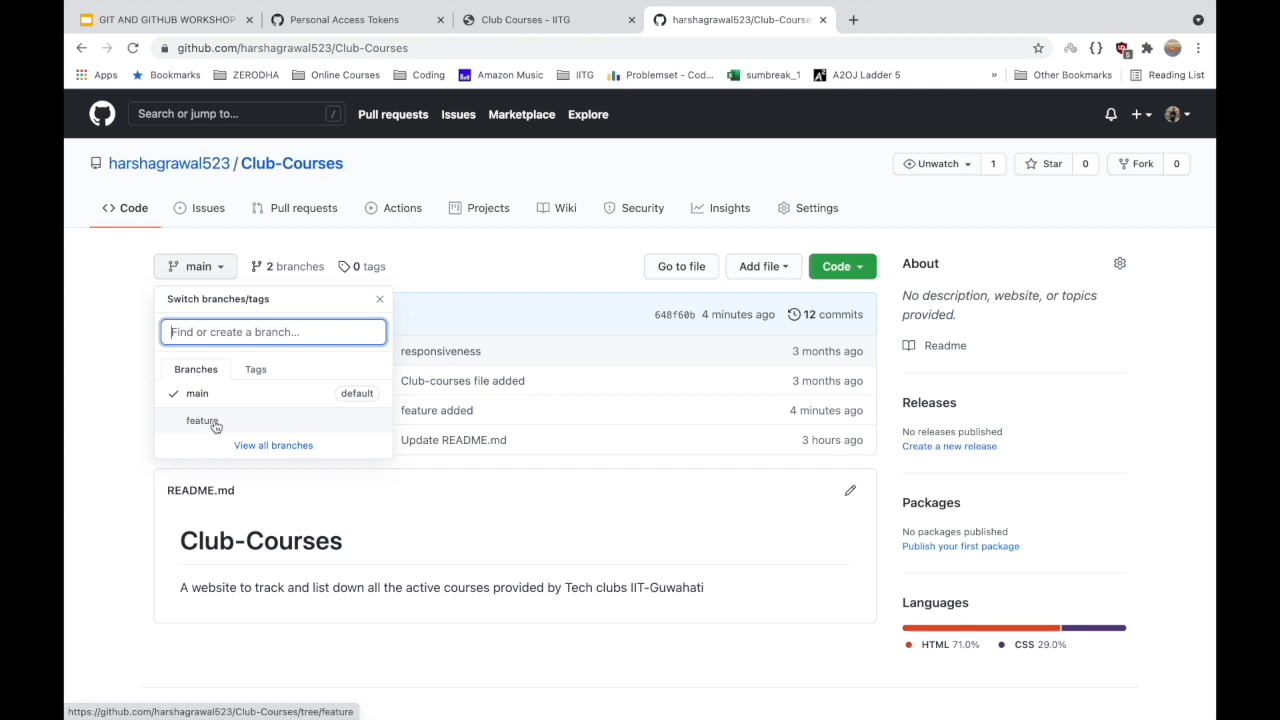 GIT AND GITHUB WORKSHOP
Personal Access Tokens
Club Courses - IITG
harshagrawal523/Club-Courses
github.com/harshagrawal523/Club-Courses
Apps
Bookmarks
ZERODHA
Online Courses
Coding
Amazon Music
IITG
Problemset - Cod...
sumbreak_1
A2OJ Ladder 5
»
Other Bookmarks
Reading List
Search or jump to...
/
Pull requests
Issues
Marketplace
Explore
harshagrawal523 / Club-Courses
Unwatch
1
Star
0
Fork
0
Code
Issues
Pull requests
Actions
Projects
Wiki
Security
Insights
Settings
main
2 branches
0 tags
Go to file
Add file
Code
Switch branches/tags
Find or create a branch...
Branches
Tags
main
default
feature
View all branches
648f60b 4 minutes ago
12 commits
responsiveness
3 months ago
Club-courses file added
3 months ago
feature added
4 minutes ago
Update README.md
3 hours ago
README.md
Club-Courses
A website to track and list down all the active courses provided by Tech clubs IIT-Guwahati
About
No description, website, or topics
provided.
Readme
Releases
No releases published
Create a new release
Packages
No packages published
Publish your first package
Languages
HTML 71.0%
CSS 29.0%
https://github.com/harshagrawal523/Club-Courses/tree/feature